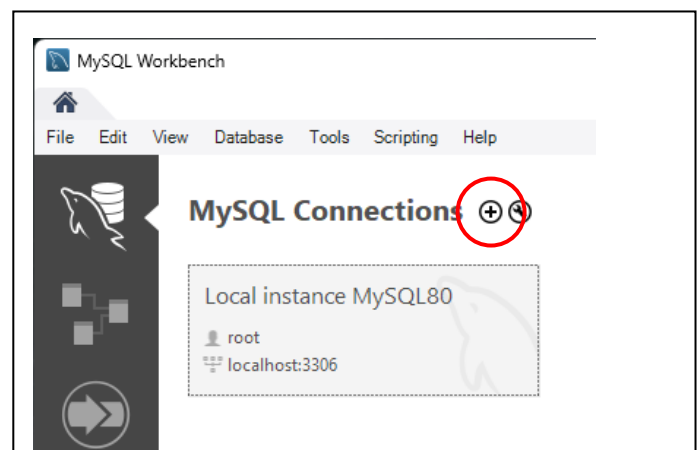 MySQL Workbench
File Edit View Database Tools Scripting Help
MySQL Connections
Local instance MySQL80
root
localhost:3306